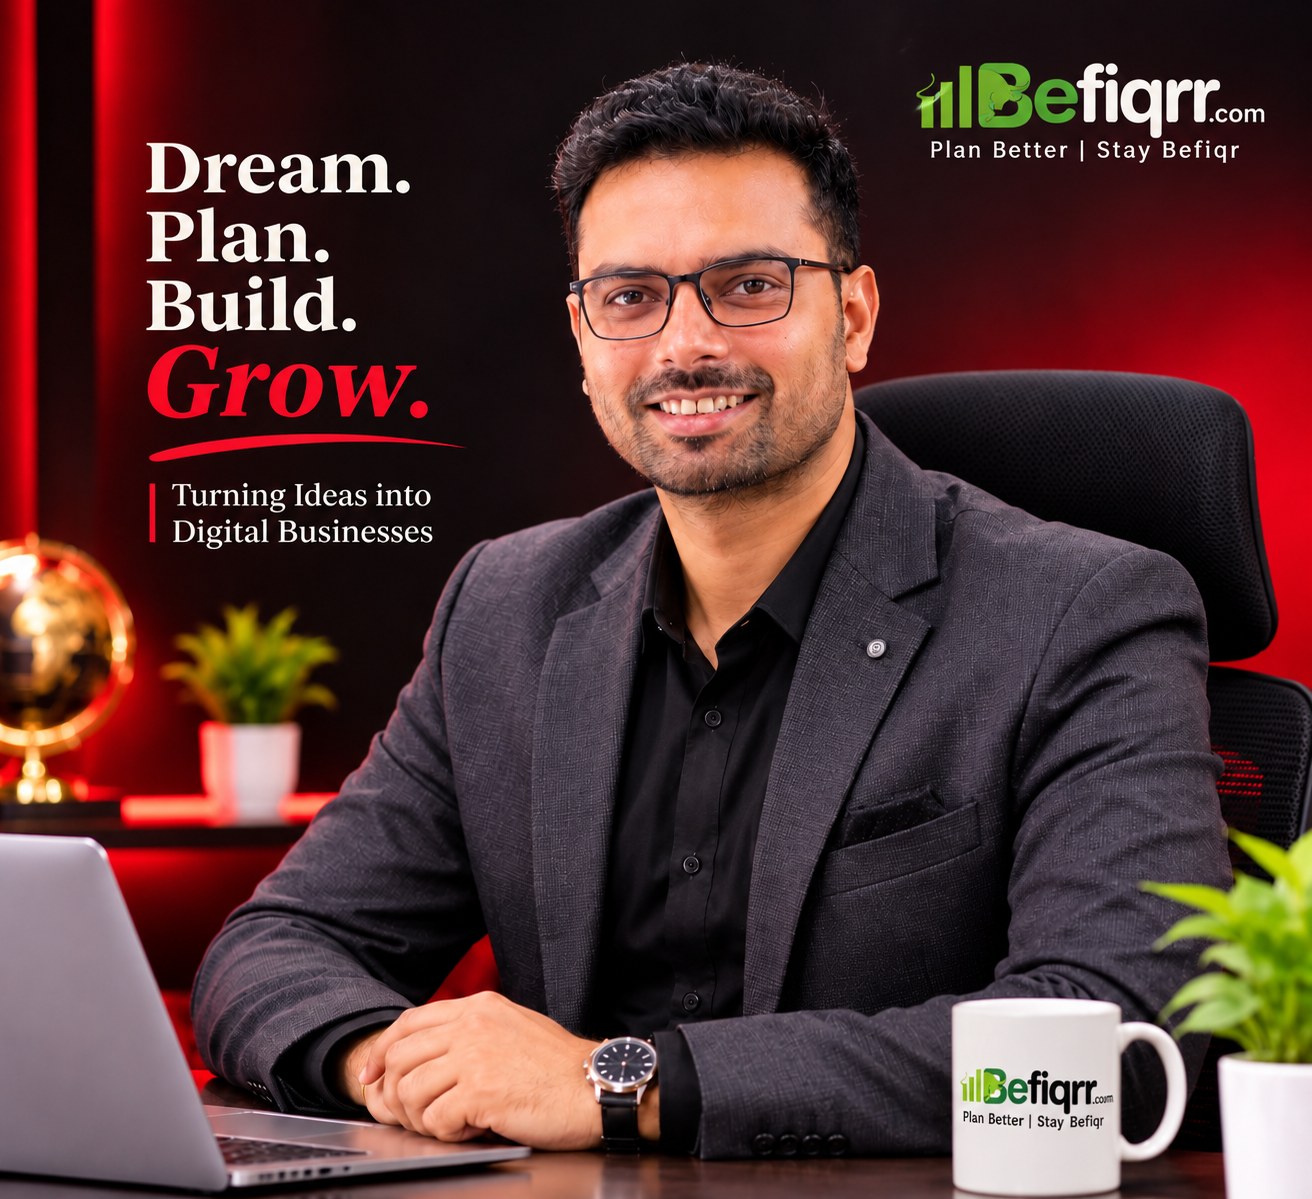 Dream.
Plan.
Build.
Grow.
Turning Ideas into
Digital Businesses
Befiqrr.com
Plan Better | Stay Befiqr
Befiqrr.com
Plan Better | Stay Befiqr